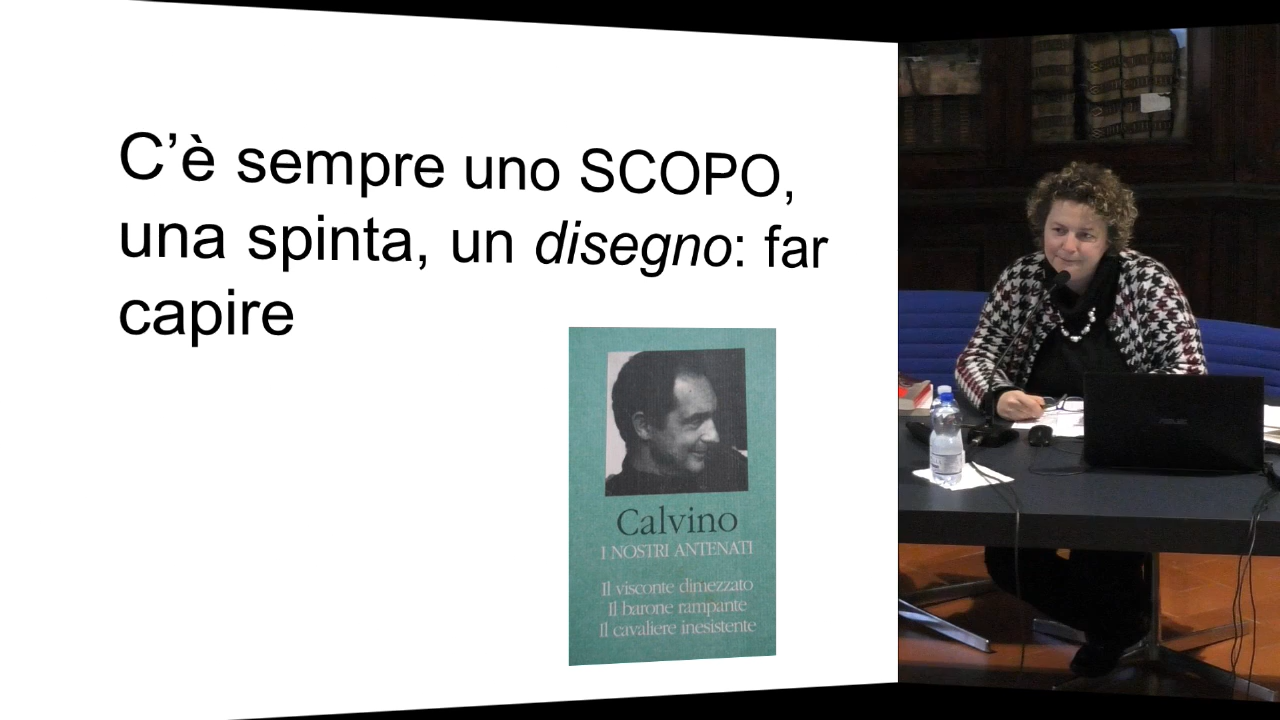 C’è sempre uno SCOPO,
una spinta, un disegno: far
capire
Calvino
I NOSTRI ANTENATI
Il visconte dimezzato
Il barone rampante
Il cavaliere inesistente